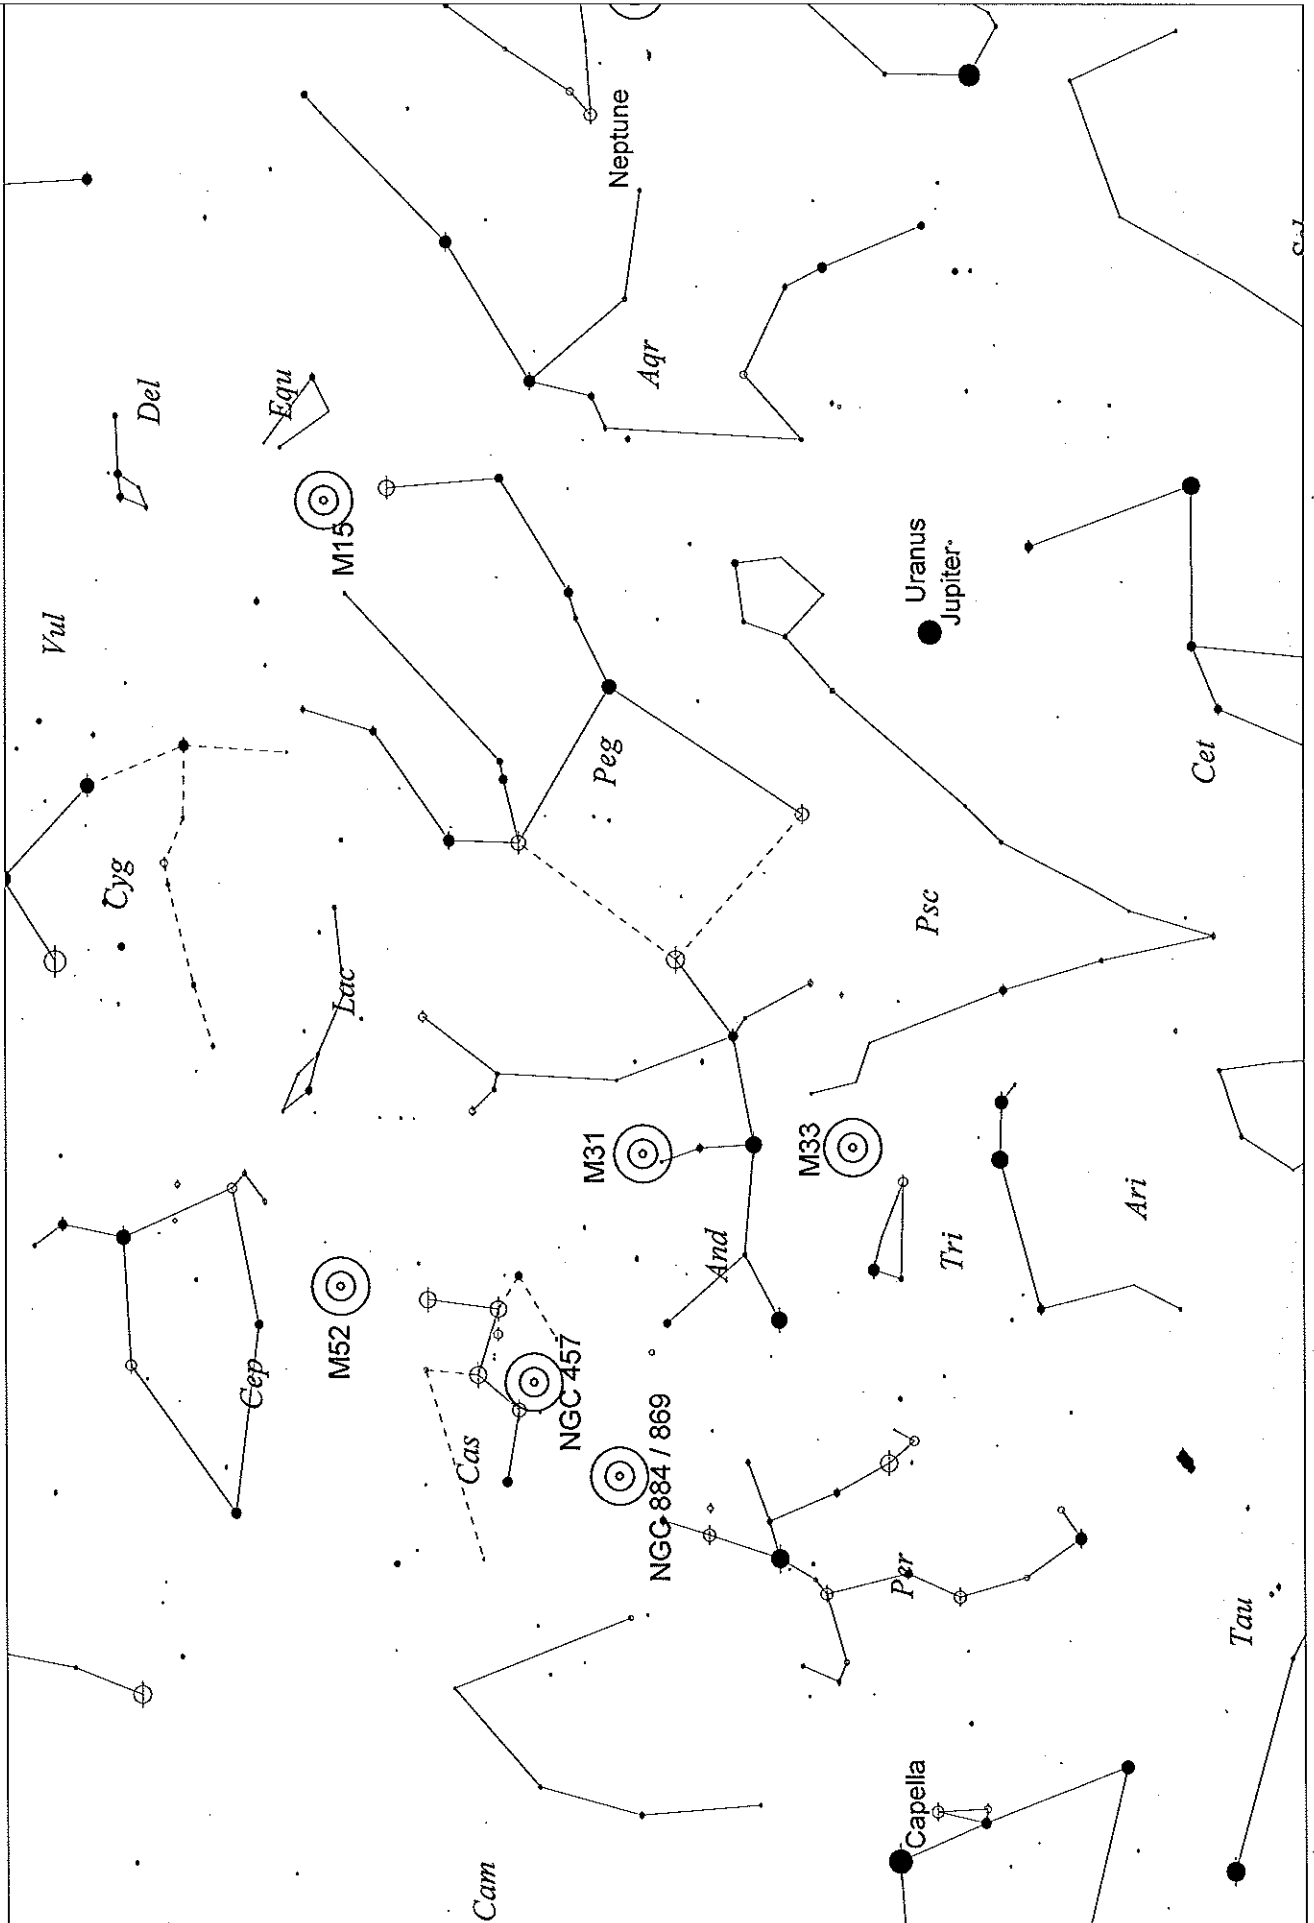 Neptune
Del
Equ
Aqr
M15
Vul
Uranus
Jupiter
Peg
Cet
Cyg
Psc
Lac
M31
M33
And
Tri
Ari
M52
Cep
NGC 457
Cas
NGC 884 / 869
Per
Tau
Capella
Cam